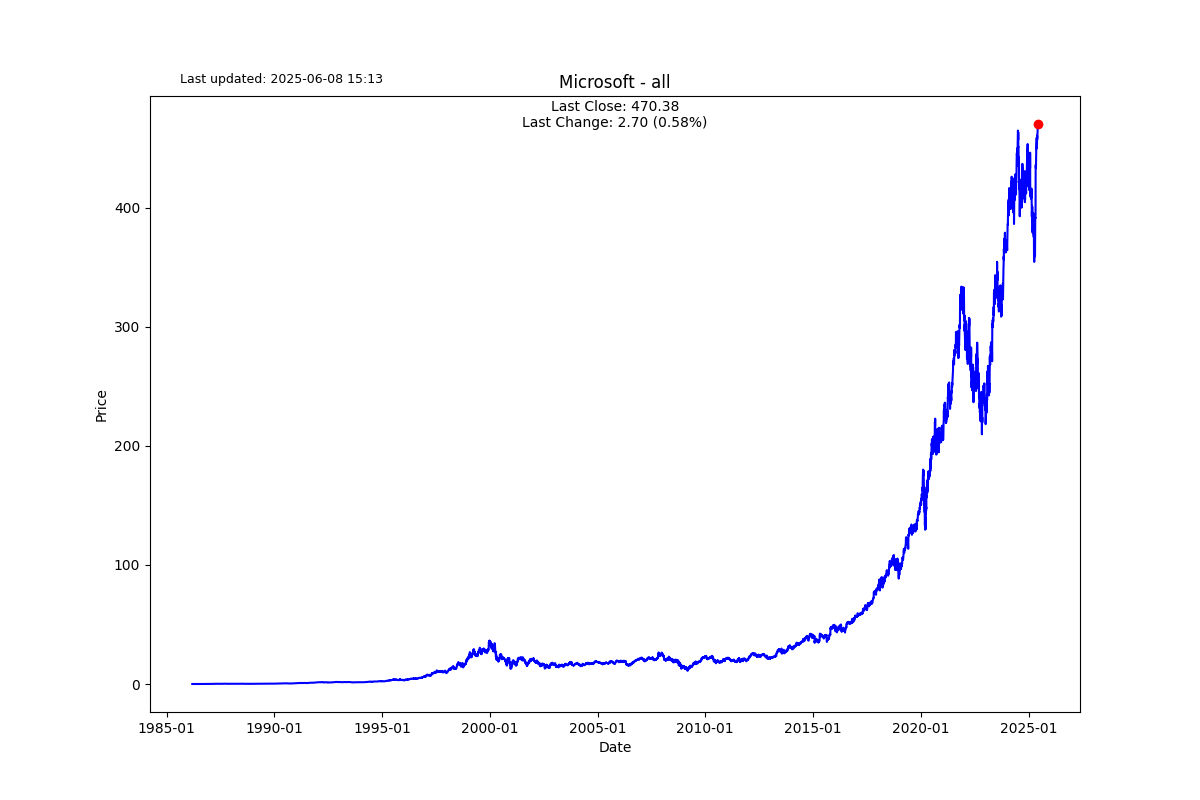 Last updated: 2025-06-08 15:13
Microsoft - all
Last Close: 470.38
Last Change: 2.70 (0.58%)
400
300
200
100
0
Price
1985-01
1990-01
1995-01
2000-01
2005-01
2010-01
2015-01
2020-01
2025-01
Date